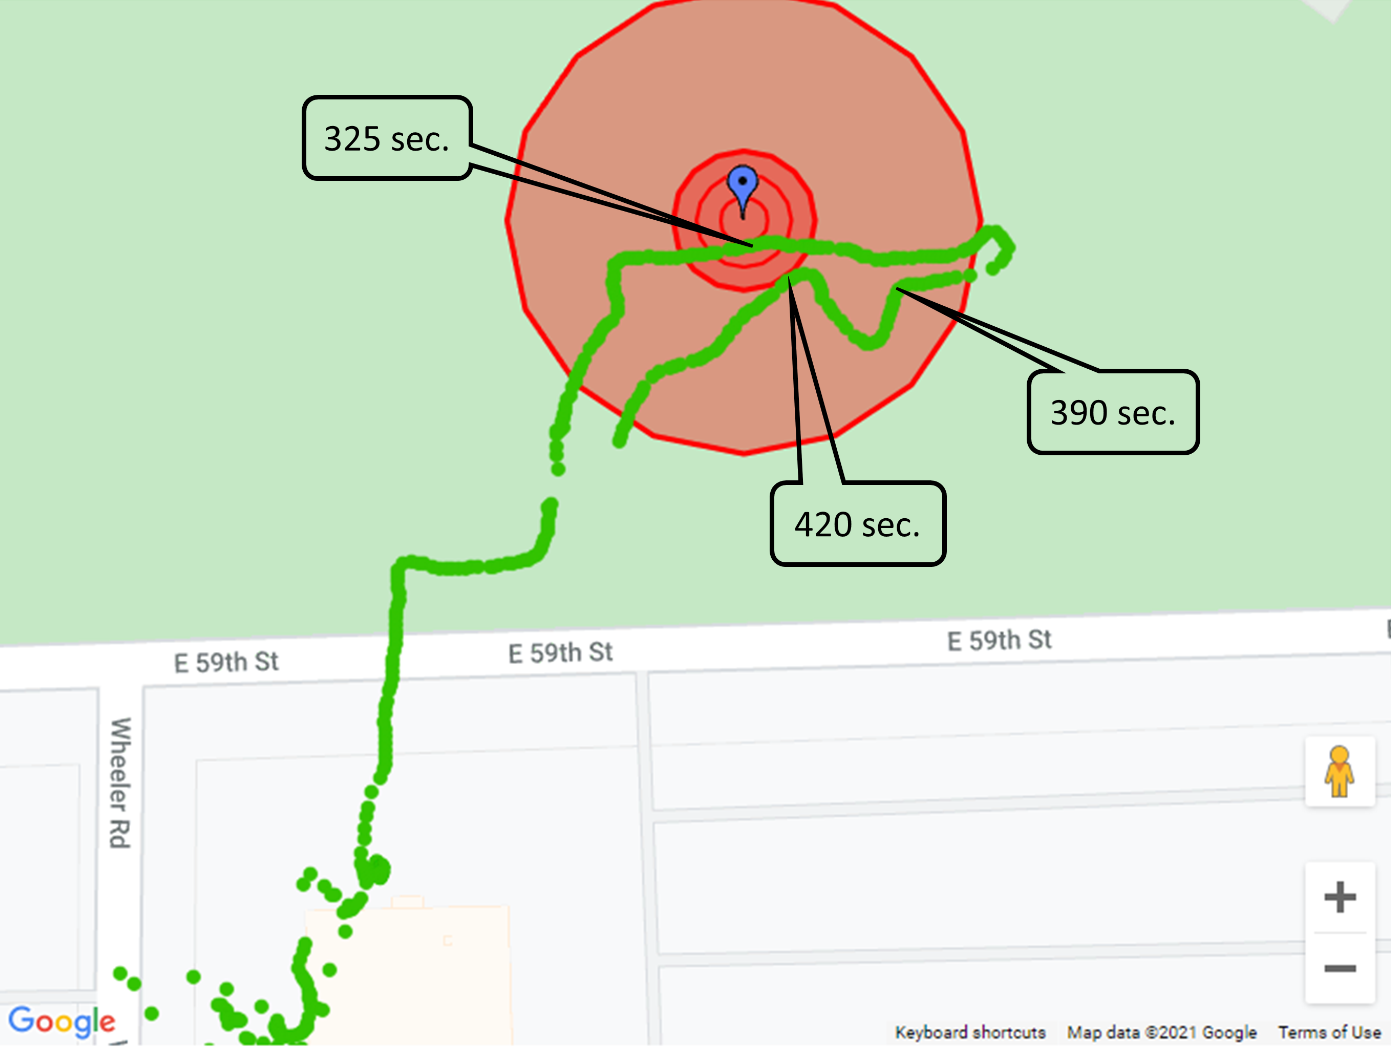 325 sec.
390 sec.
420 sec.
E 59th St
E 59th St
E 59th St
Wheeler Rd
Google
Keyboard shortcuts
Map data ©2021 Google
Terms of Use